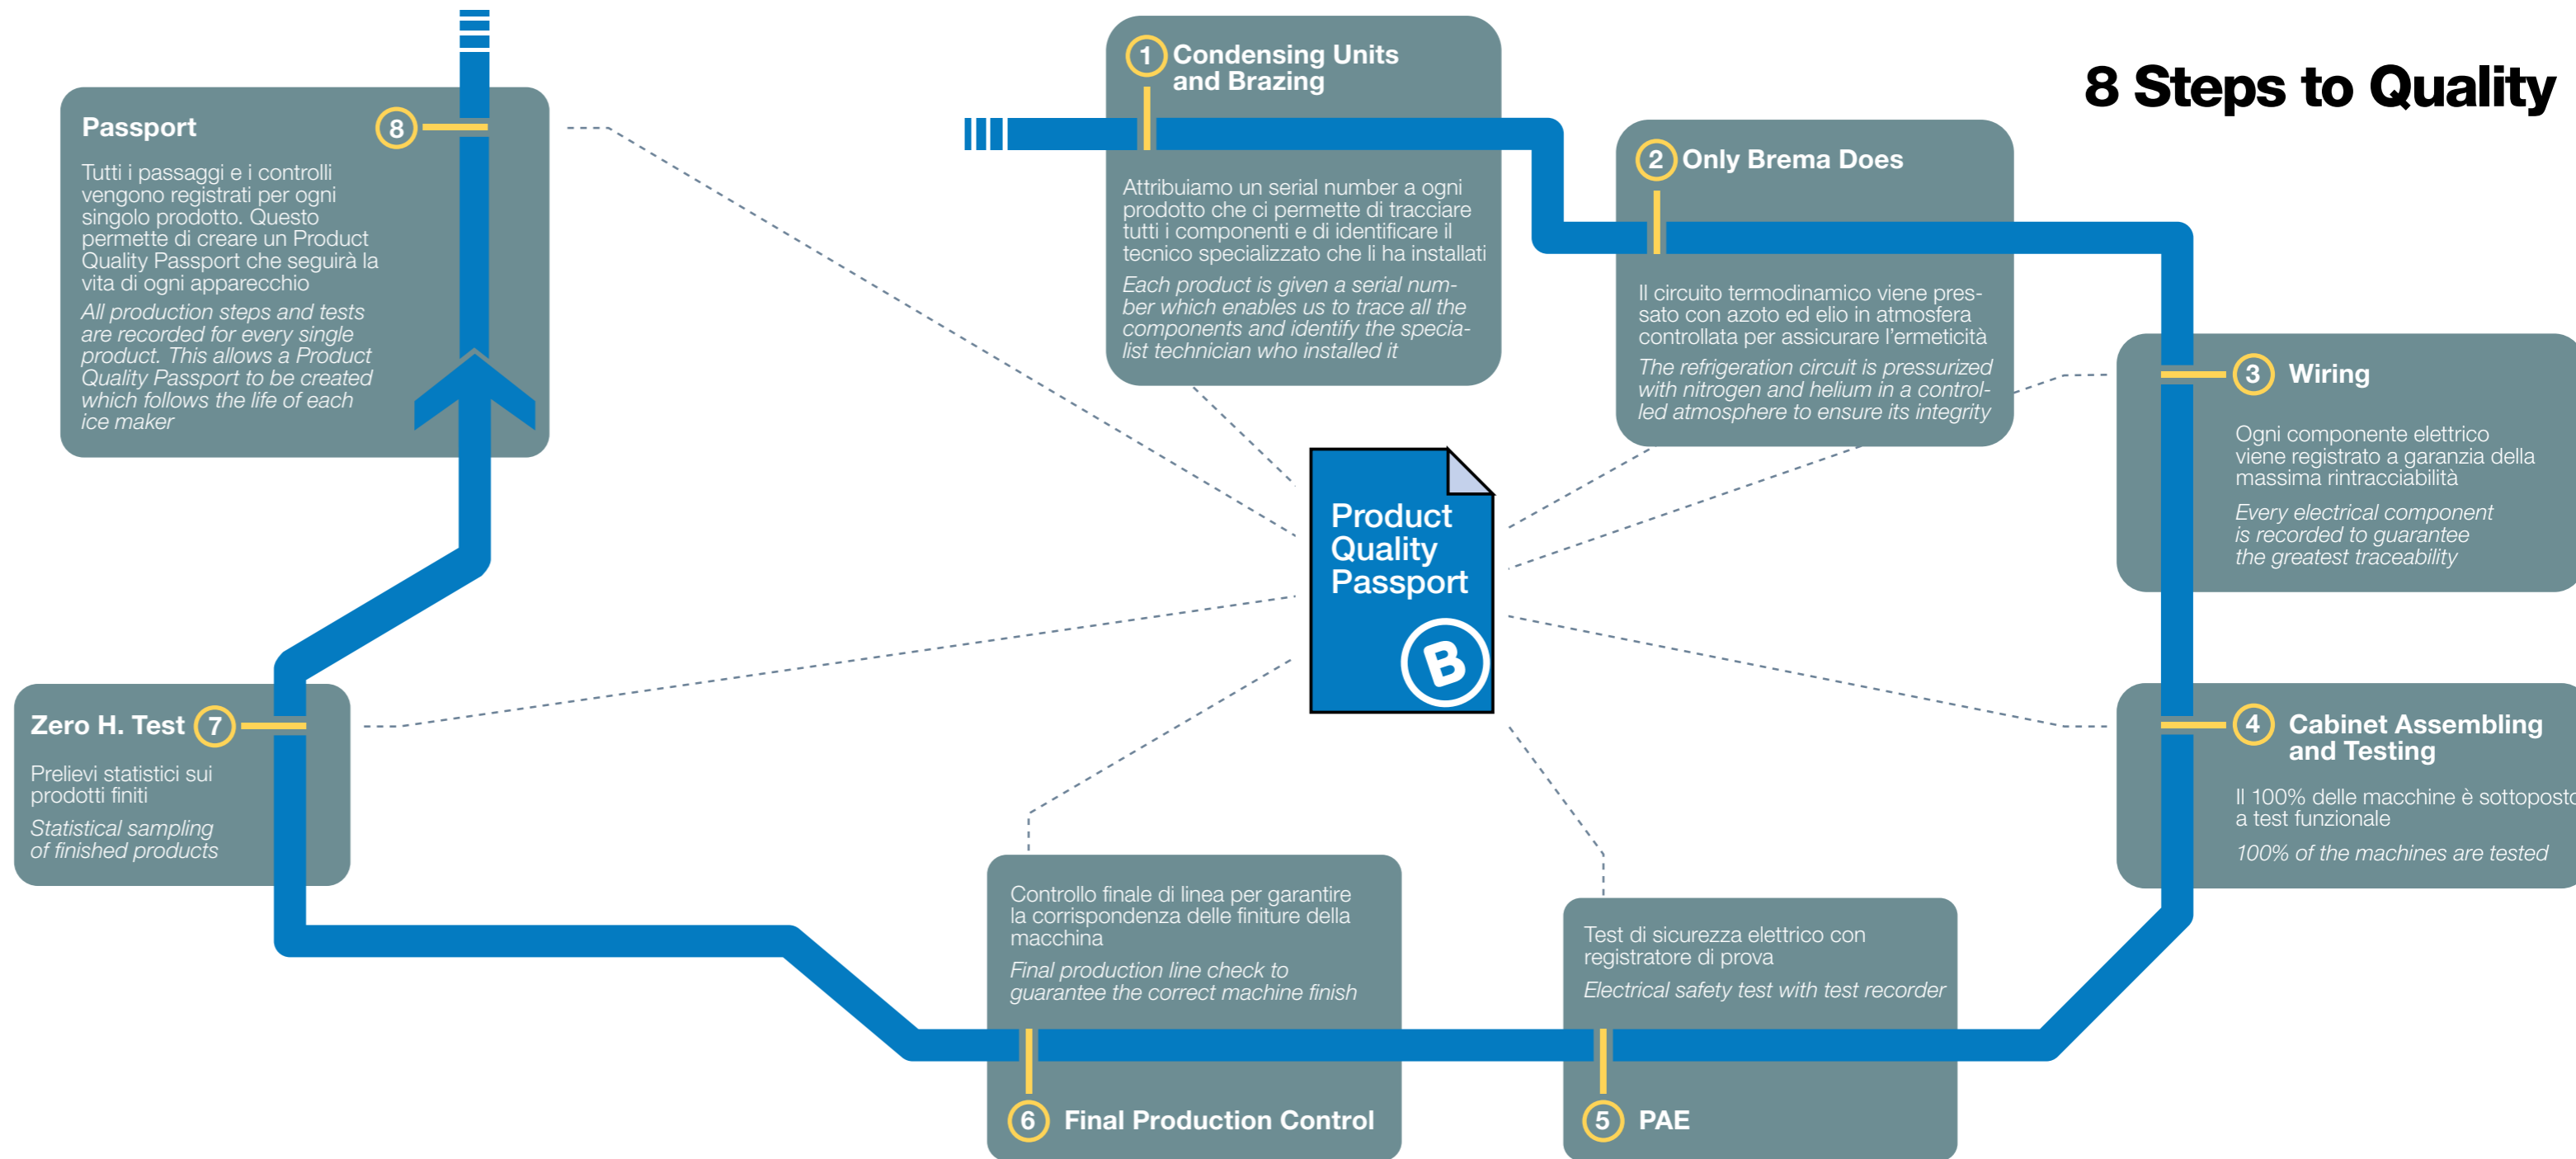 8 Steps to Quality
1
Condensing Units
and Brazing
Attribuiamo un serial number a ogni
prodotto che ci permette di tracciare
tutti i componenti e di identificare il
tecnico specializzato che li ha installati
Each product is given a serial num-
ber which enables us to trace all the
components and identify the specia-
list technician who installed it
2
Only Brema Does
Il circuito termodinamico viene pres-
sato con azoto ed elio in atmosfera
controllata per assicurare l'ermeticità
The refrigeration circuit is pressurized
with nitrogen and helium in a control-
led atmosphere to ensure its integrity
3
Wiring
Ogni componente elettrico
viene registrato a garanzia della
massima rintracciabilità
Every electrical component
is recorded to guarantee
the greatest traceability
4
Cabinet Assembling
and Testing
Il 100% delle macchine è sottoposto
a test funzionale
100% of the machines are tested
Test di sicurezza elettrico con
registratore di prova
Electrical safety test with test recorder
5
PAE
Controllo finale di linea per garantire
la corrispondenza delle finiture della
macchina
Final production line check to
guarantee the correct machine finish
6
Final Production Control
Zero H. Test
7
Prelievi statistici sui
prodotti finiti
Statistical sampling
of finished products
Passport
8
Tutti i passaggi e i controlli
vengono registrati per ogni
singolo prodotto. Questo
permette di creare un Product
Quality Passport che seguirà la
vita di ogni apparecchio
All production steps and tests
are recorded for every single
product. This allows a Product
Quality Passport to be created
which follows the life of each
ice maker
Product
Quality
Passport
B